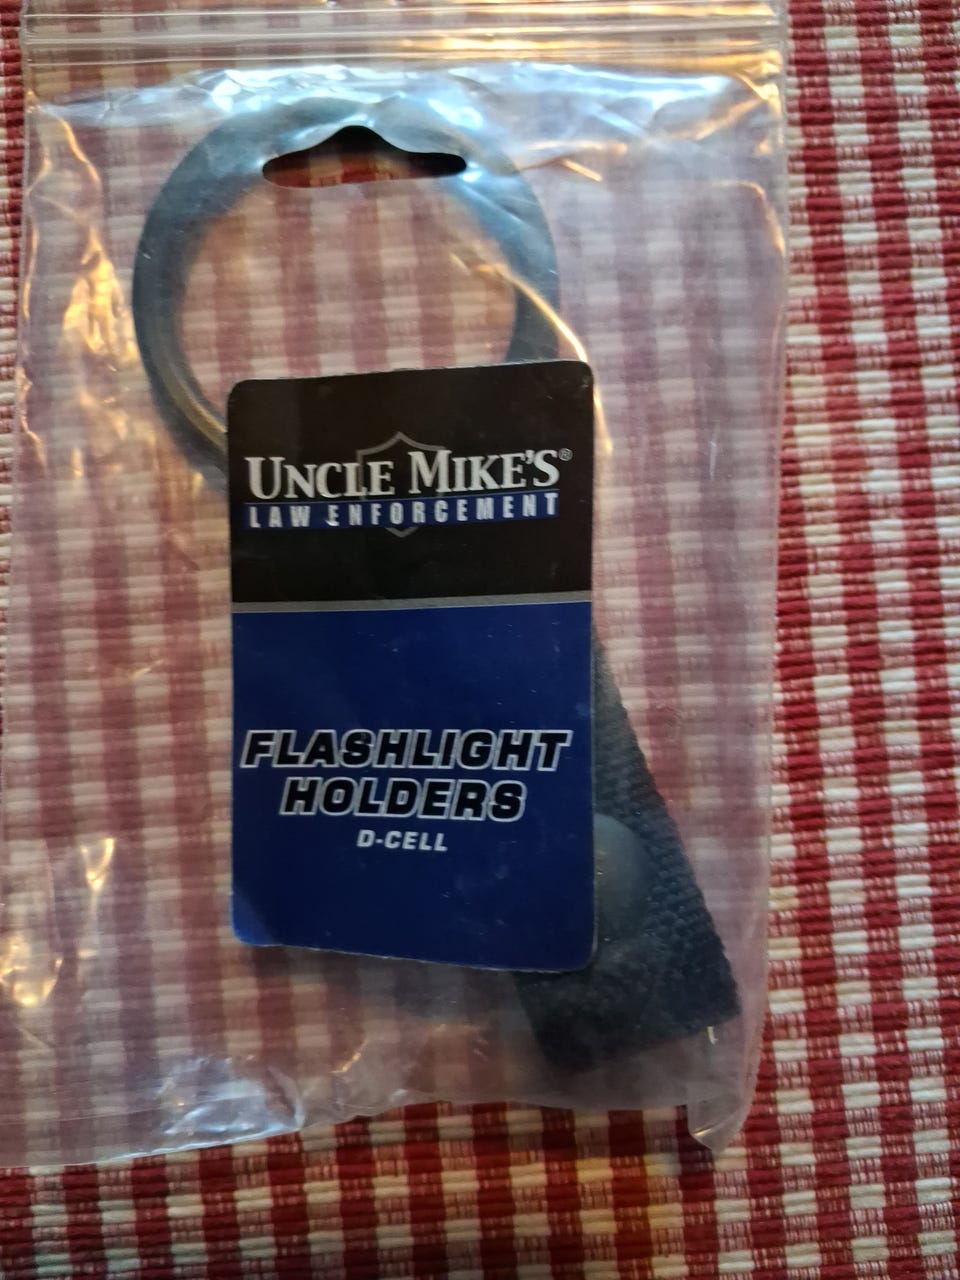 UNCLE MIKE'S®
LAW ENFORCEMENT
FLASHLIGHT
HOLDERS
D-CELL